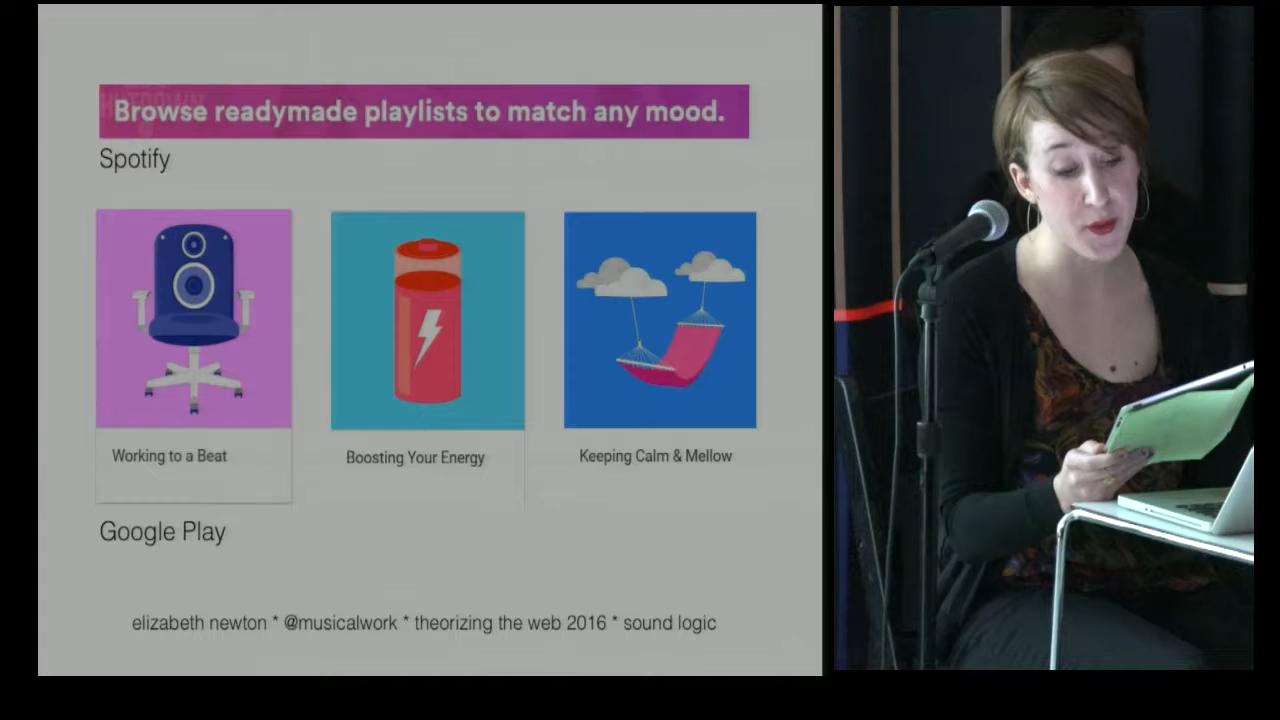 Browse readymade playlists to match any mood.
Spotify
Working to a Beat
Boosting Your Energy
Keeping Calm & Mellow
Google Play
elizabeth newton * @musicalwork * theorizing the web 2016 * sound logic